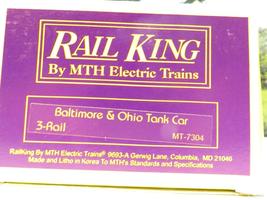 RAIL KING
By MTH Electric Trains
Baltimore & Ohio Tank Car
3-Rail
MT-7304
RailKing By MTH Electric Trains® 9693-A Gerwig Lane, Columbia, MD 21046
Made and Litho in Korea To MTH's Standards and Specifications